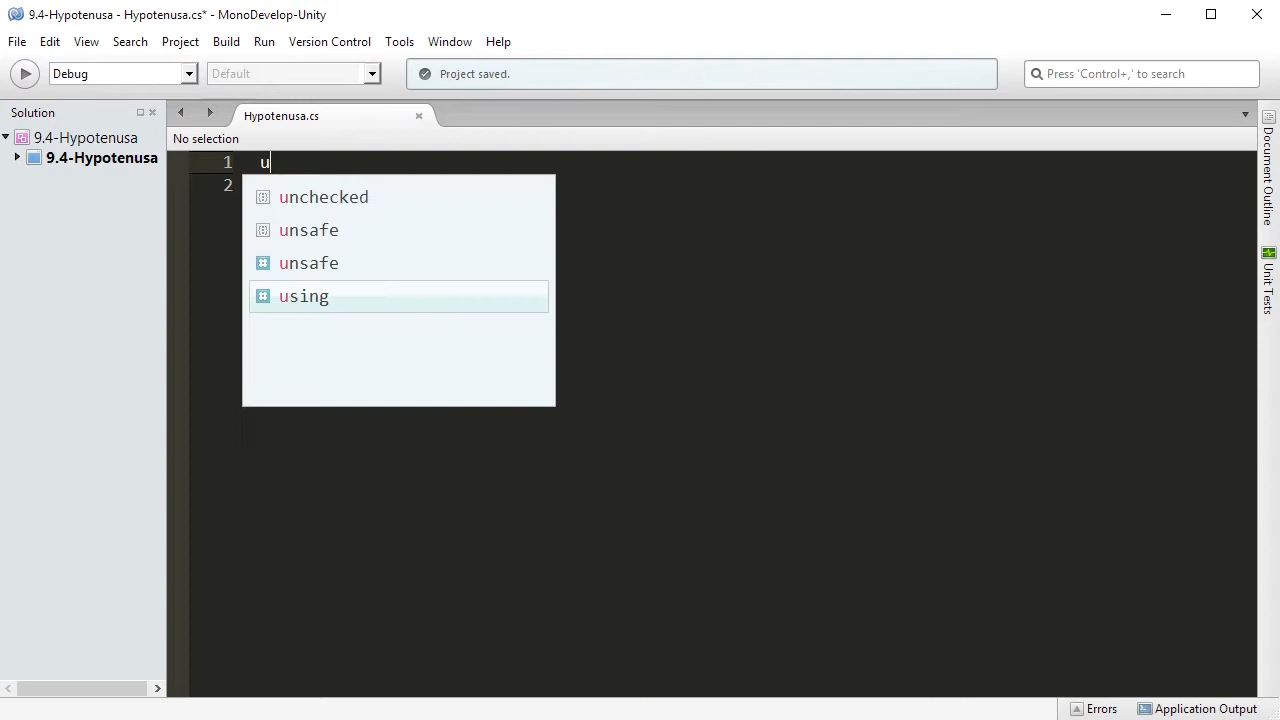 9.4-Hypotenusa - Hypotenusa.cs* - MonoDevelop-Unity
File Edit View Search Project Build Run Version Control Tools Window Help
Debug Default Project saved. Press 'Control+,' to search
Solution
Hypotenusa.cs
9.4-Hypotenusa
9.4-Hypotenusa
No selection
1 u
2
unchecked
unsafe
unsafe
using
Document Outline
Unit Tests
Errors Application Output